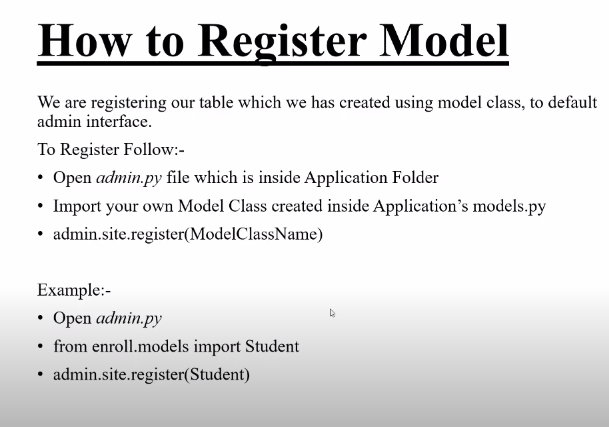 How to Register Model
We are registering our table which we has created using model class, to default
admin interface.
To Register Follow:-
• Open admin.py file which is inside Application Folder
• Import your own Model Class created inside Application’s models.py
• admin.site.register(ModelClassName)
Example:-
• Open admin.py
• from enroll.models import Student
• admin.site.register(Student)